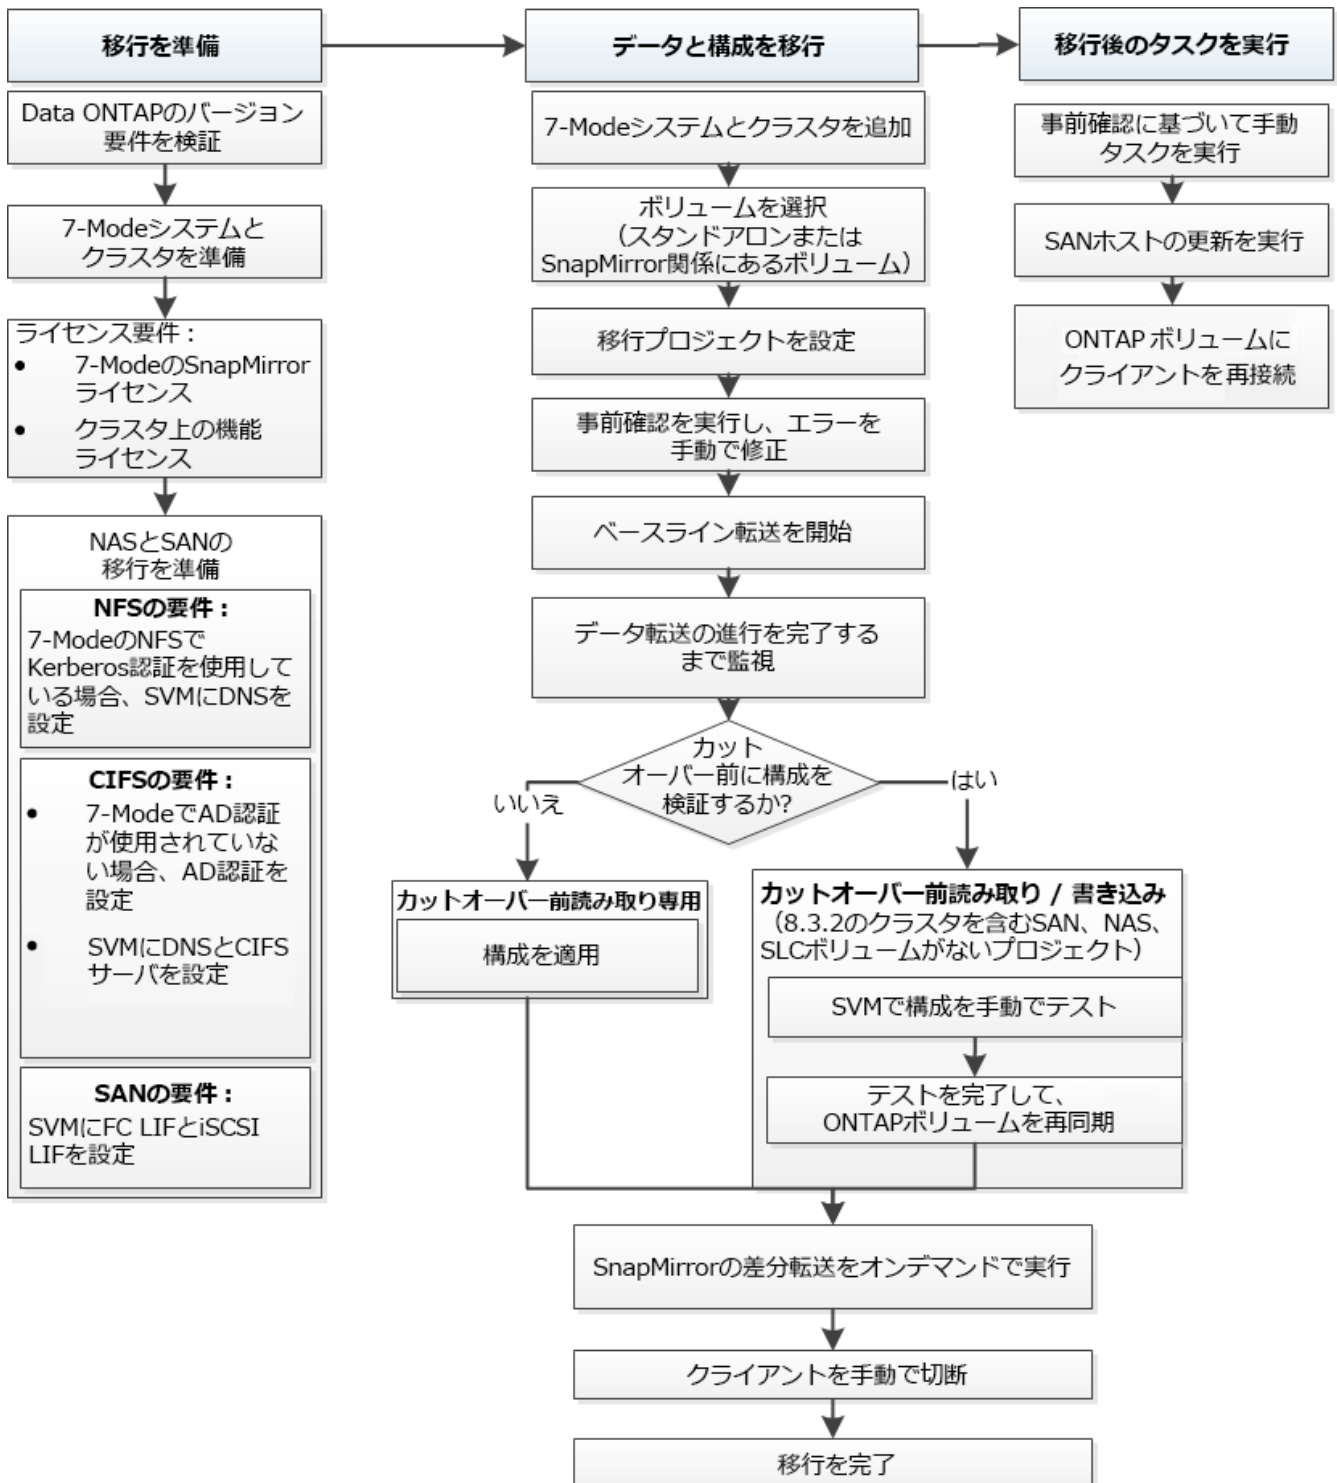 移行を準備
Data ONTAPのバージョン
要件を検証
7-Modeシステムと
クラスタを準備
ライセンス要件：
• 7-ModeのSnapMirror
ライセンス
• クラスタ上の機能
ライセンス
NASとSANの
移行を準備
NFSの要件：
7-ModeのNFSで
Kerberos認証を使用して
いる場合、SVMにDNSを
設定
CIFSの要件：
• 7-ModeでAD認証
が使用されていな
い場合、AD認証を
設定
• SVMにDNSとCIFS
サーバを設定
SANの要件：
SVMにFC LIFとiSCSI
LIFを設定
データと構成を移行
7-Modeシステムとクラスタを追加
ボリュームを選択
（スタンドアロンまたは
SnapMirror関係にあるボリューム）
移行プロジェクトを設定
事前確認を実行し、エラーを
手動で修正
ベースライン転送を開始
データ転送の進行を完了する
まで監視
カット
オーバー前に構成を
検証するか?
いいえ
はい
カットオーバー前読み取り専用
構成を適用
カットオーバー前読み取り / 書き込み
（8.3.2のクラスタを含むSAN、NAS、
SLCボリュームがないプロジェクト）
SVMで構成を手動でテスト
テストを完了して、
ONTAPボリュームを再同期
SnapMirrorの差分転送をオンデマンドで実行
クライアントを手動で切断
移行を完了
移行後のタスクを実行
事前確認に基づいて手動
タスクを実行
SANホストの更新を実行
ONTAP ボリュームに
クライアントを再接続